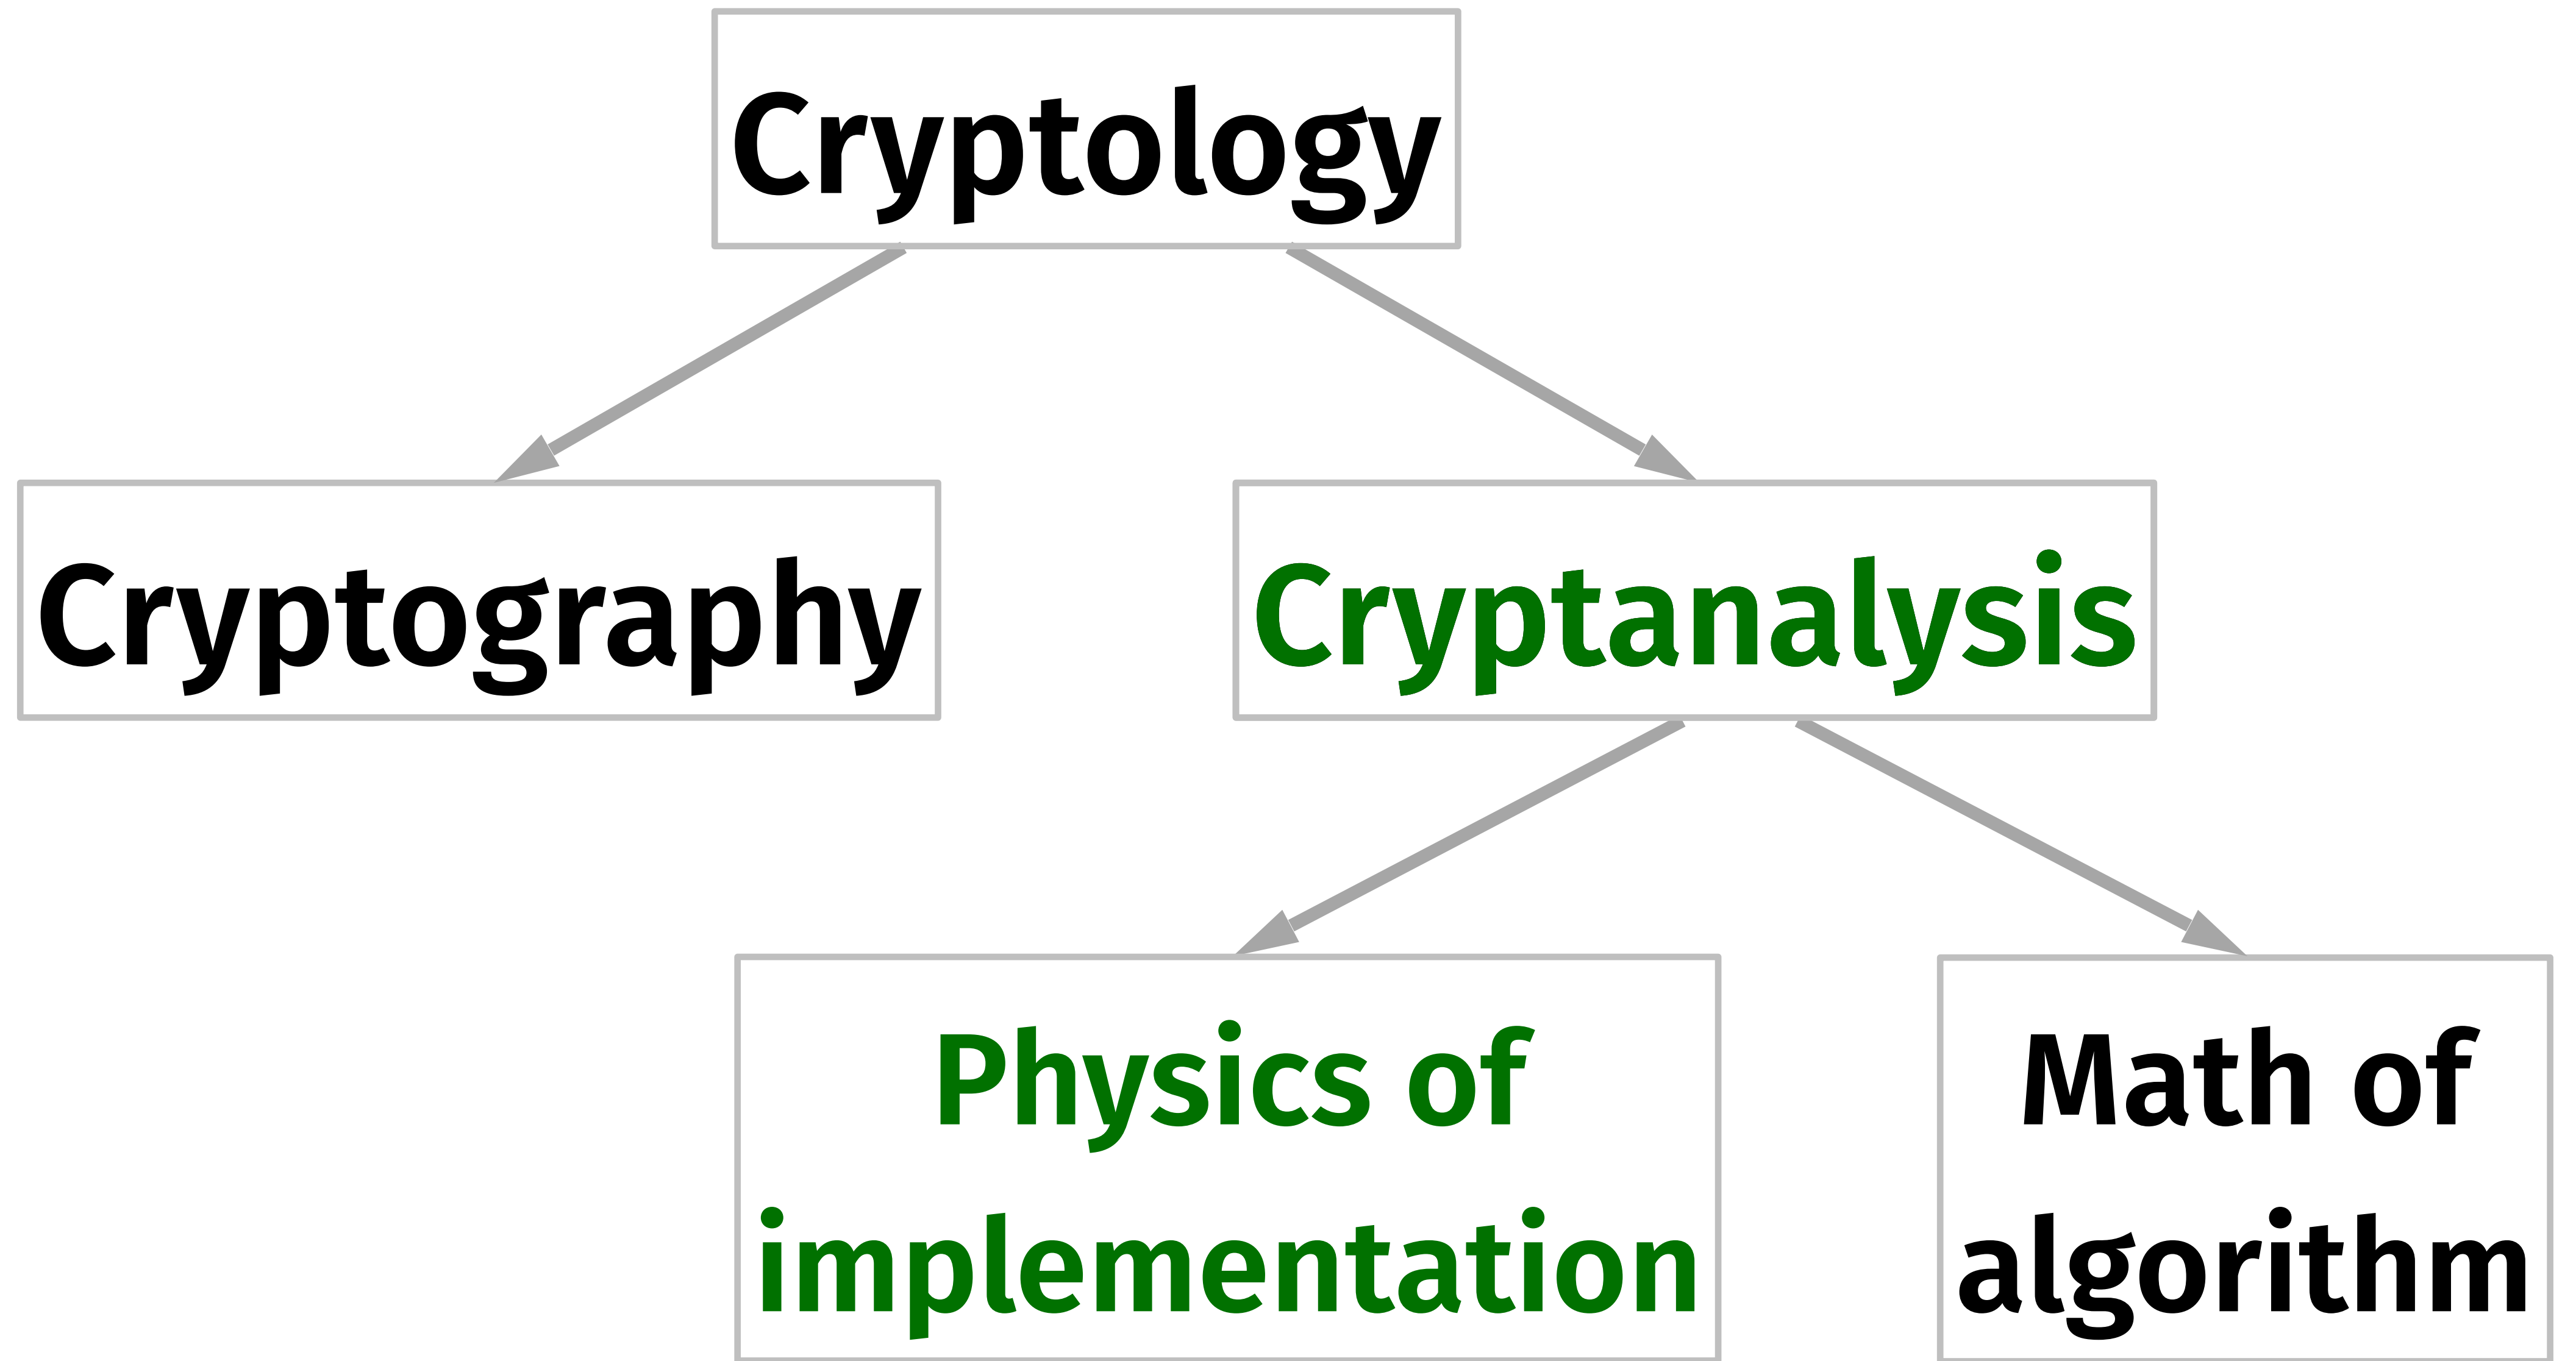 Cryptology
Cryptography
Cryptanalysis
Physics of
implementation
Math of
algorithm